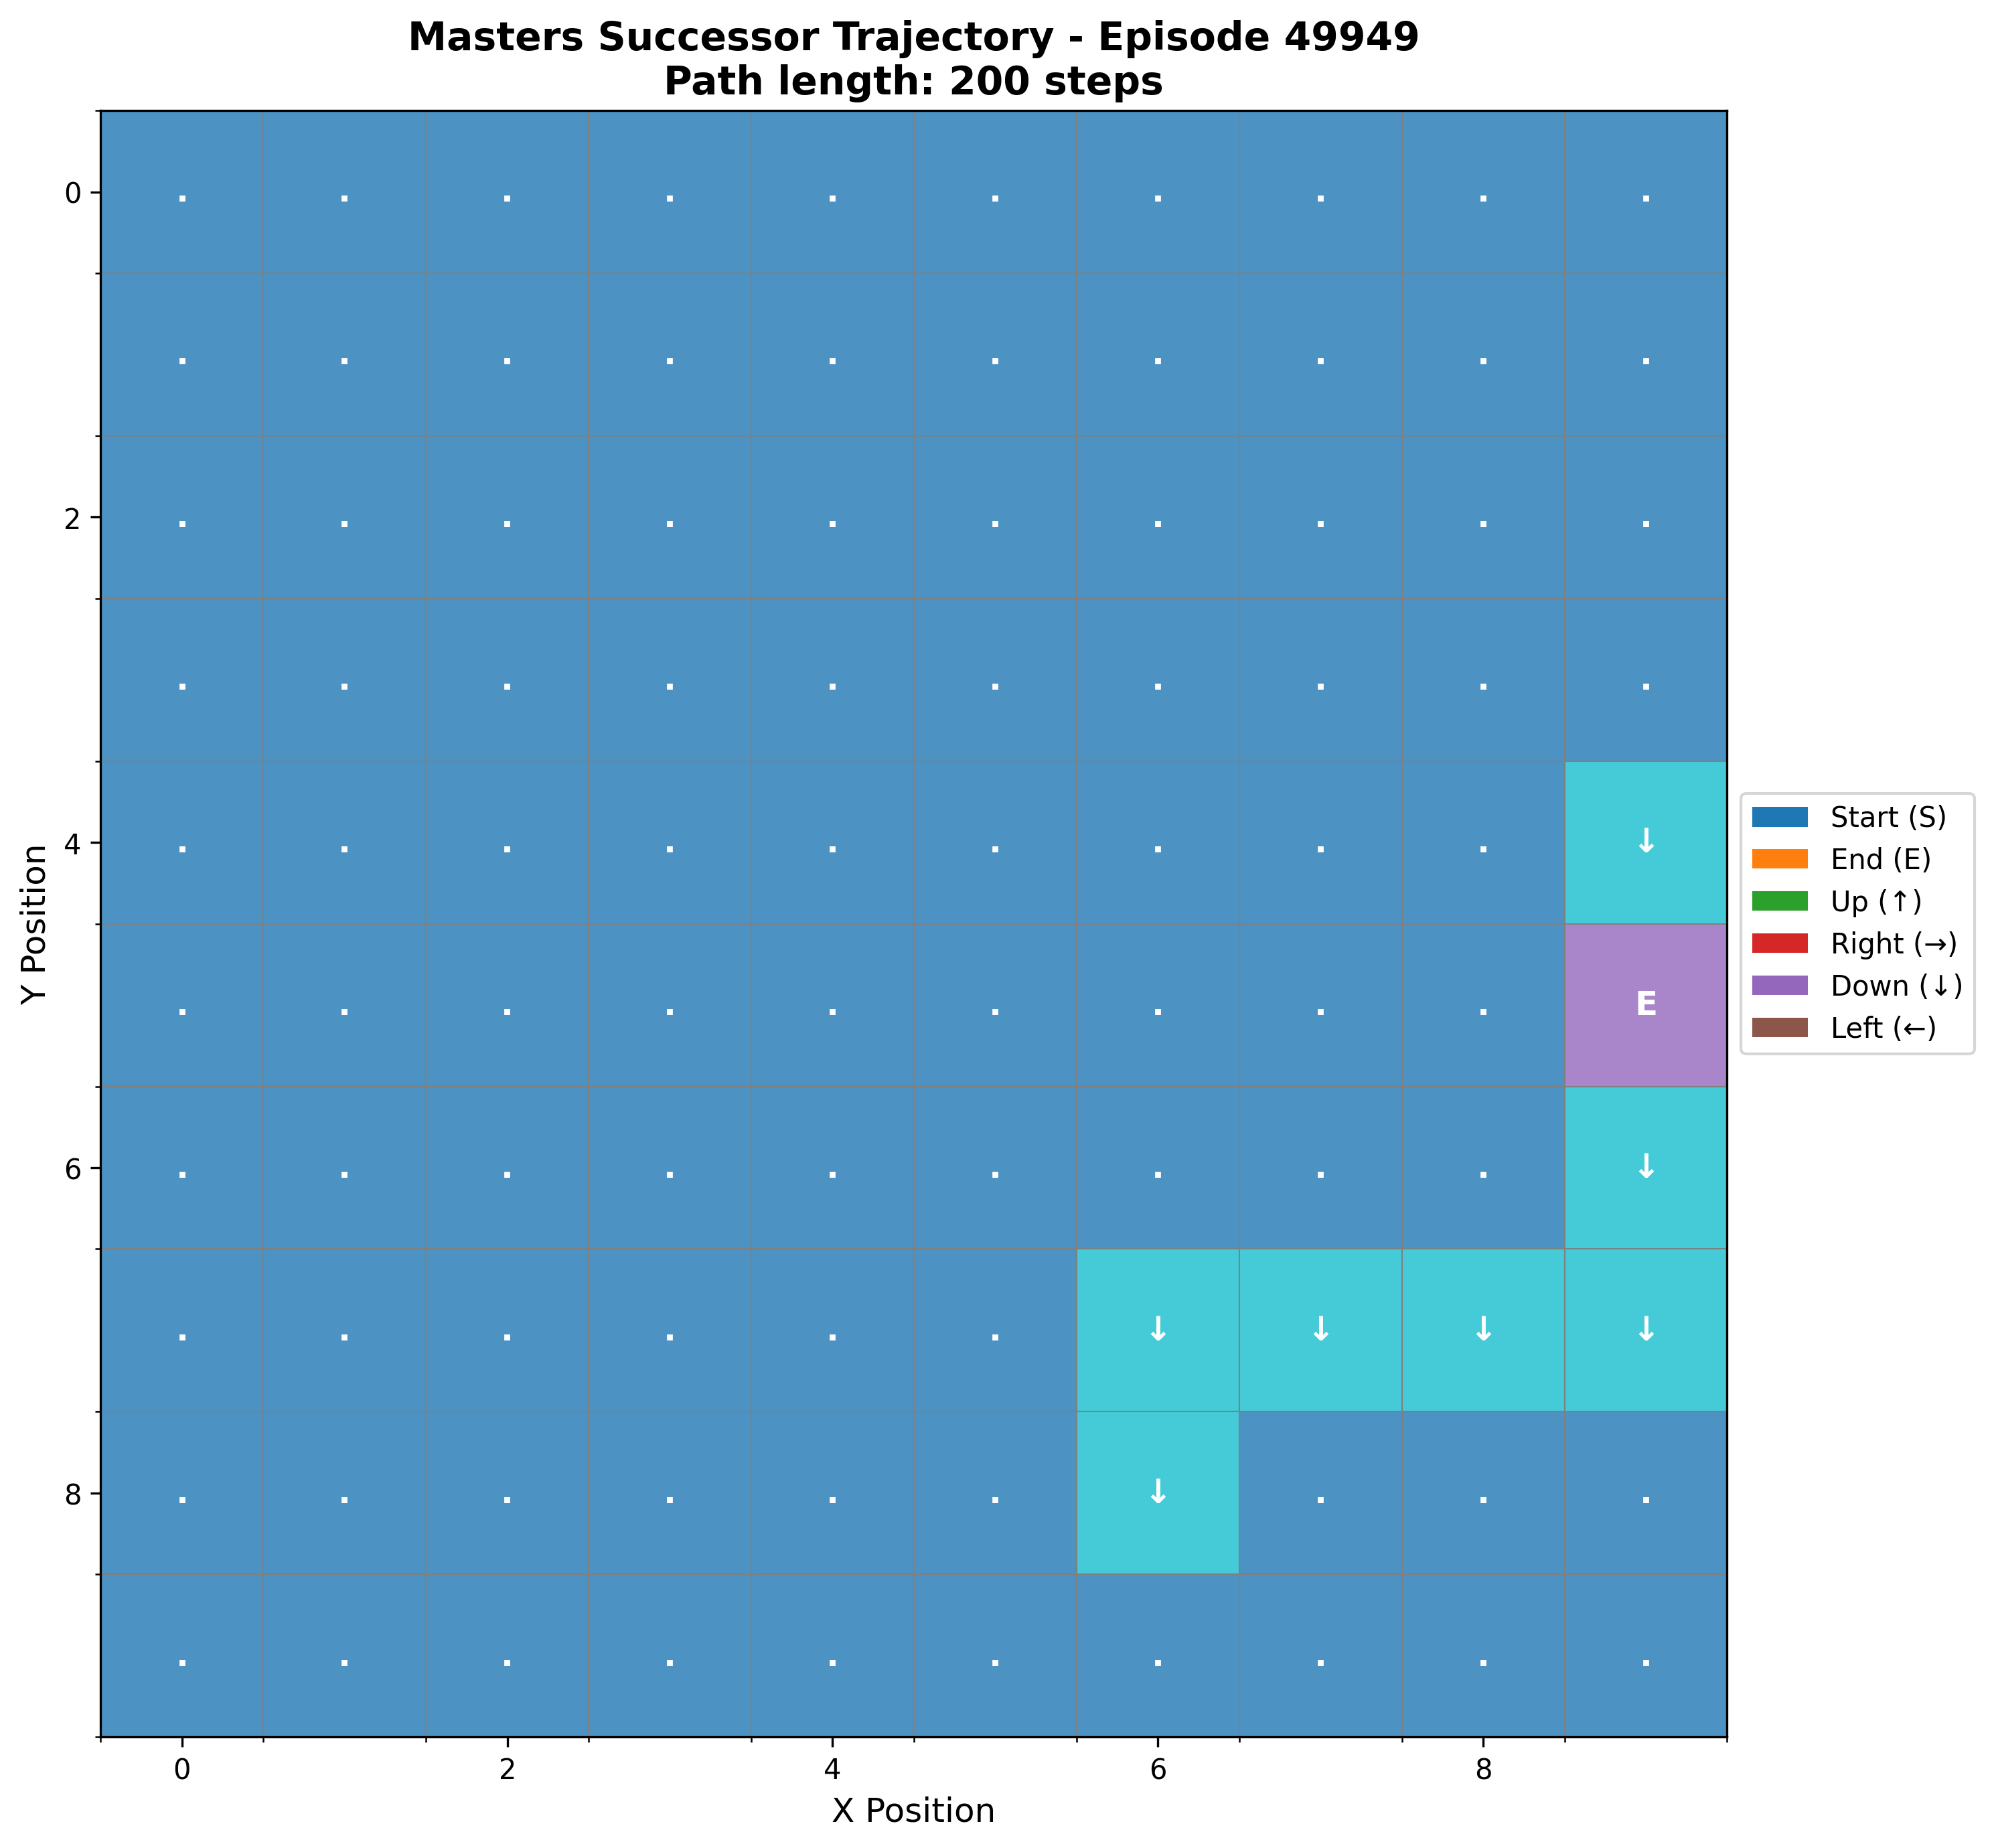 Masters Successor Trajectory - Episode 49949
Path length: 200 steps
0
2
4
↓
Y Position
E
6
↓
↓ ↓ ↓ ↓
8
↓
0 2 4 6 8
X Position
Start (S)
End (E)
Up (↑)
Right (→)
Down (↓)
Left (←)